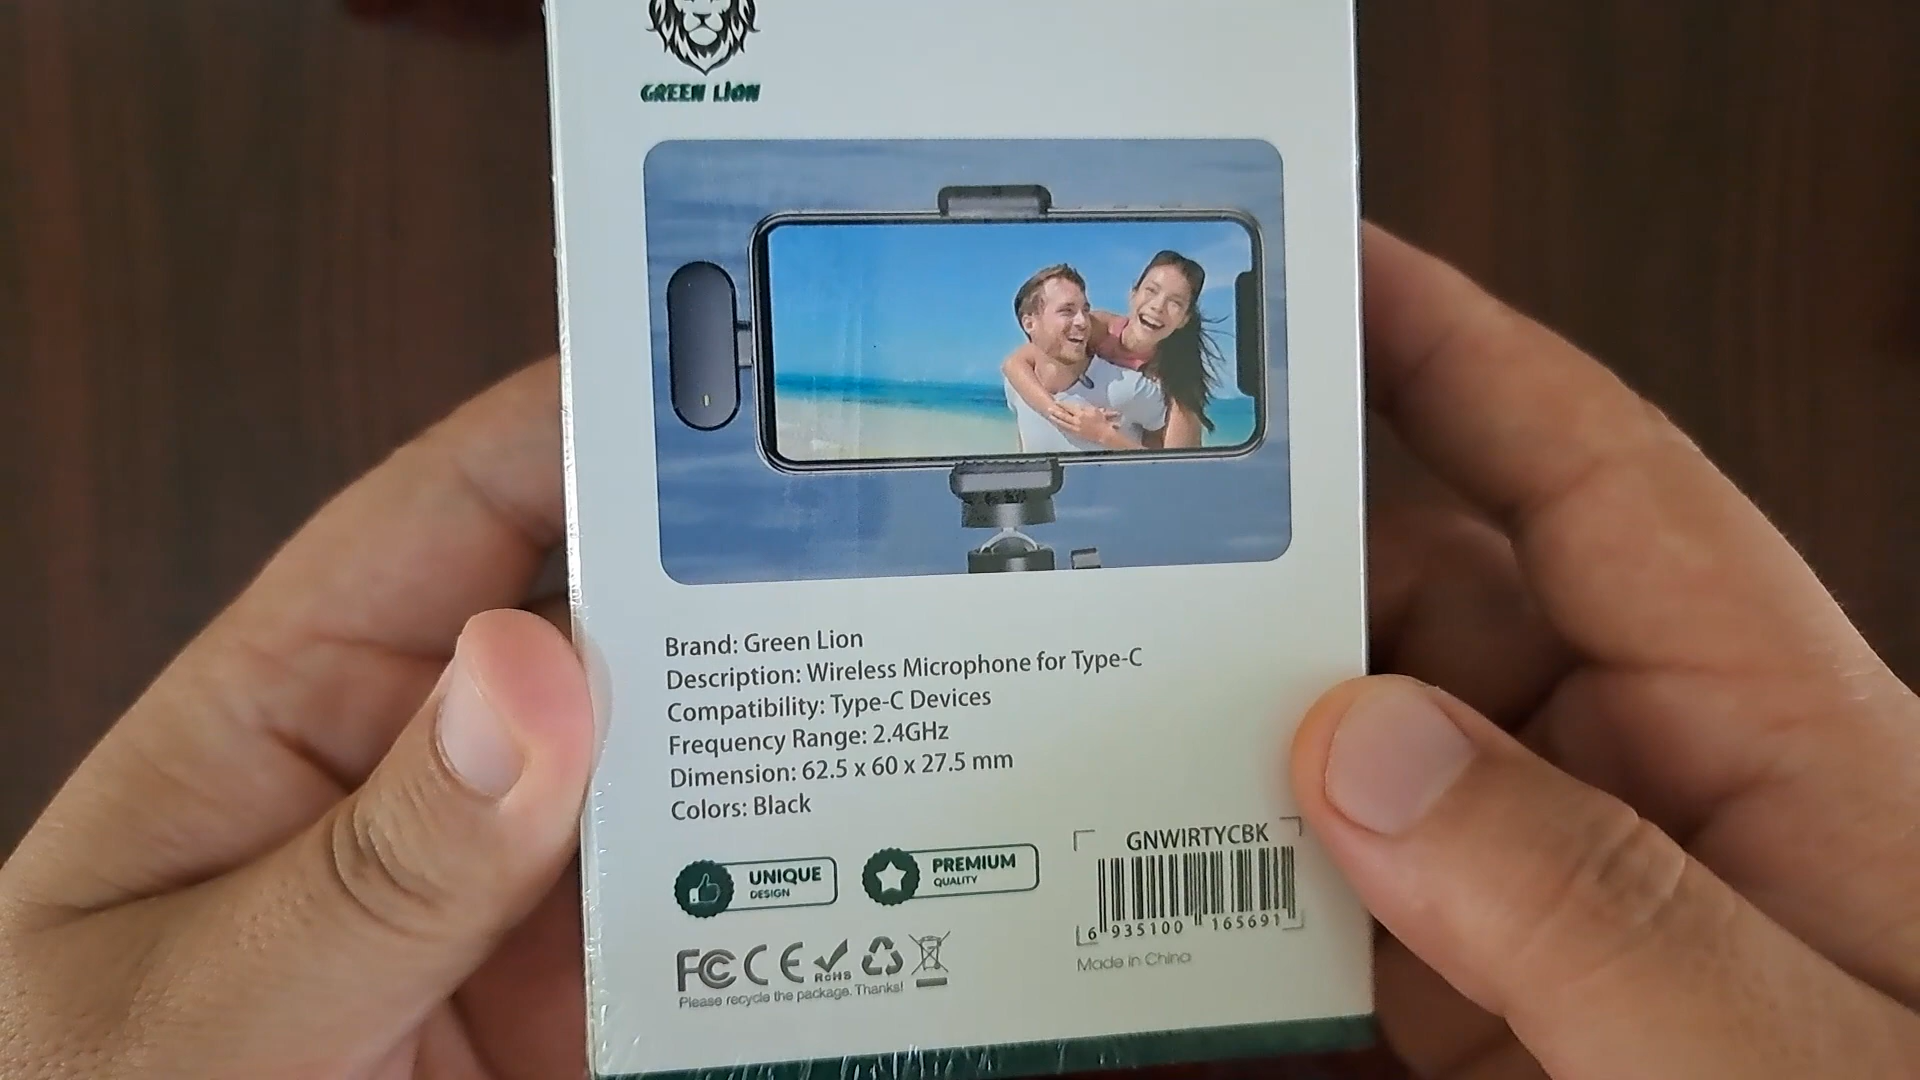 GREEN LION
Brand: Green Lion
Description: Wireless Microphone for Type-C
Compatibility: Type-C Devices
Frequency Range: 2.4GHz
Dimension: 62.5 x 60 x 27.5 mm
Colors: Black
UNIQUE
DESIGN
PREMIUM
QUALITY
GNWIRTYCBK
6 935100 165691
Made in China
FC CE RoHS
Please recycle the package. Thanks!